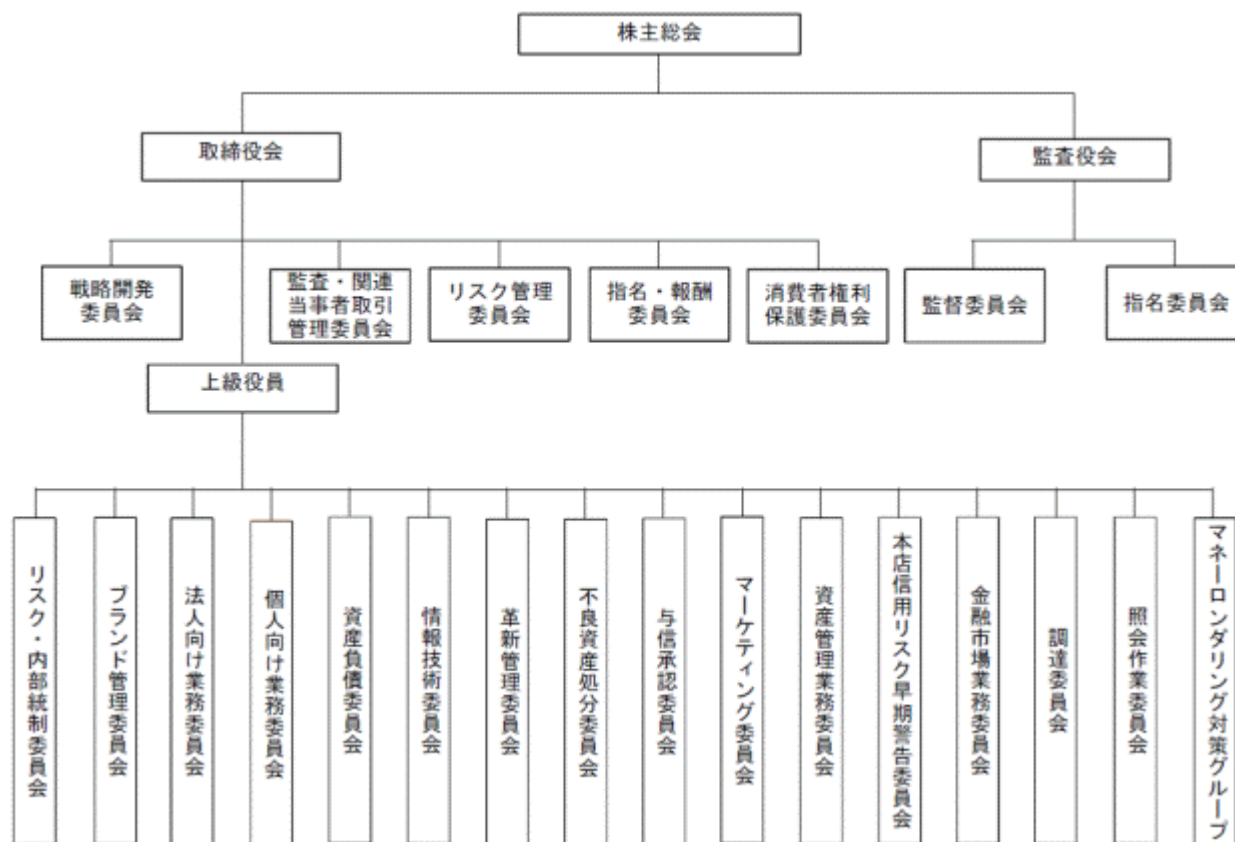 株主総会
取締役会
監査役会
戦略開発
委員会
監査・関連
当事者取引
管理委員会
リスク管理
委員会
指名・報酬
委員会
消費者権利
保護委員会
監督委員会
指名委員会
上級役員
リスク・内部統制委員会
ブランド管理委員会
法人向け業務委員会
個人向け業務委員会
資産負債委員会
情報技術委員会
革新管理委員会
不良資産処分委員会
与信承認委員会
マーケティング委員会
資産管理業務委員会
本店信用リスク早期警告委員会
金融市場業務委員会
調達委員会
照会作業委員会
マネーロンダリング対策グループ